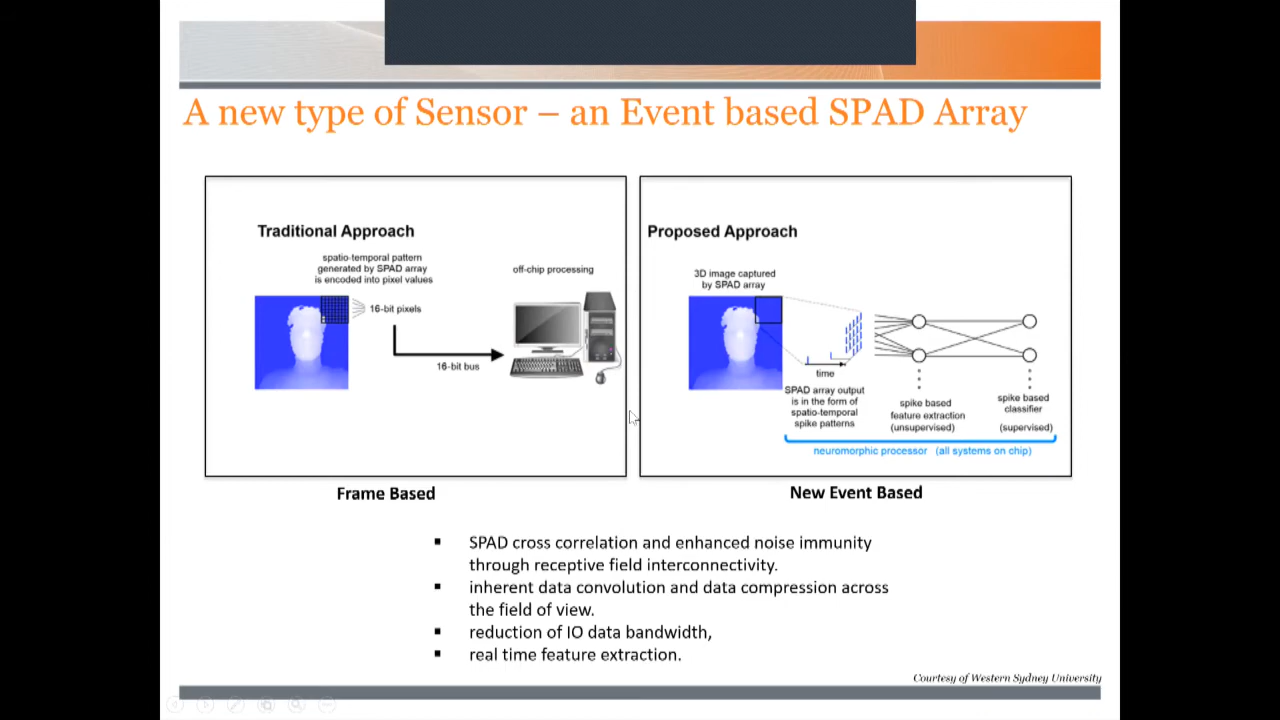 A new type of Sensor – an Event based SPAD Array
Traditional Approach
spatio-temporal pattern
generated by SPAD array
is encoded into pixel values
16-bit pixels
off-chip processing
16-bit bus
Frame Based
Proposed Approach
3D image captured
by SPAD array
time
SPAD array output
is in the form of
spatio-temporal
spike patterns
spike based
feature extraction
(unsupervised)
spike based
classifier
(supervised)
neuromorphic processor (all systems on chip)
New Event Based
▪ SPAD cross correlation and enhanced noise immunity
through receptive field interconnectivity.
▪ inherent data convolution and data compression across
the field of view.
▪ reduction of IO data bandwidth,
▪ real time feature extraction.
Courtesy of Western Sydney University